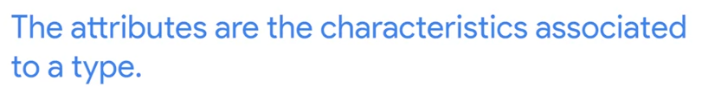 The attributes are the characteristics associated
to a type.